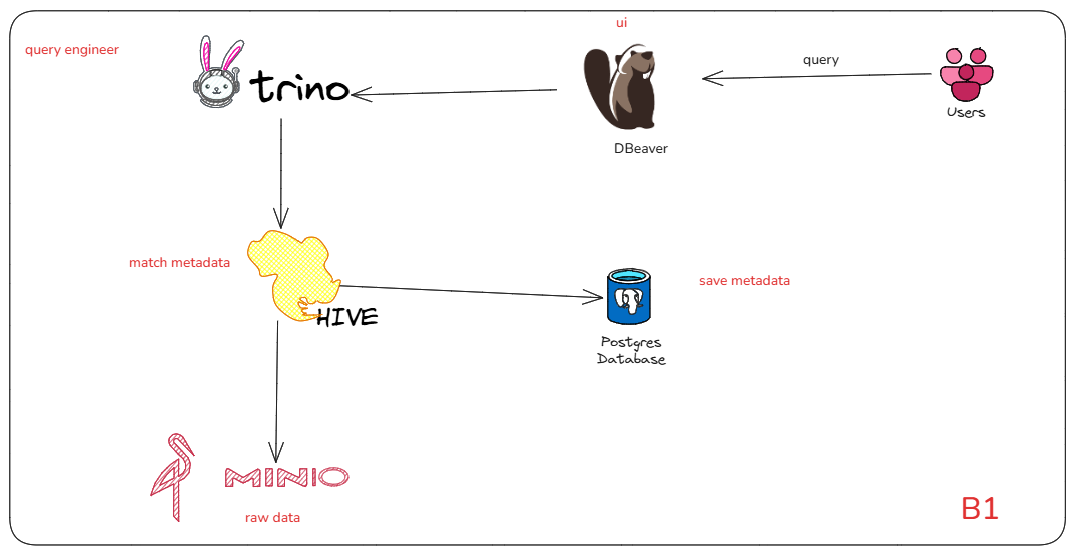 ui
query engineer
trino
query
Users
DBeaver
match metadata
HIVE
save metadata
Postgres
Database
MINIO
raw data
B1